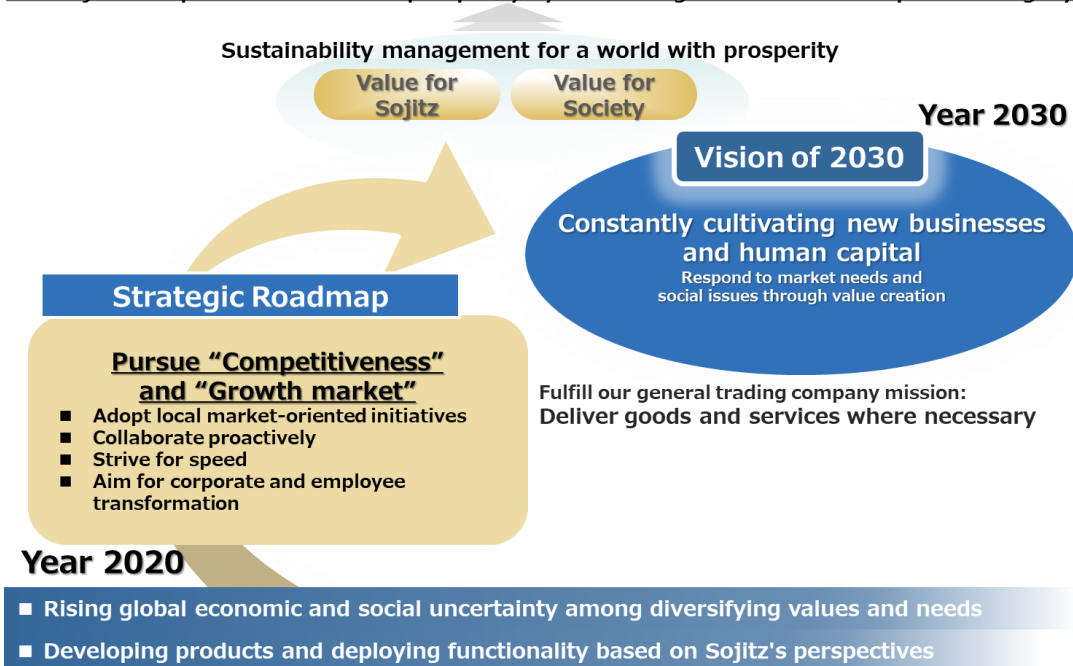 Sustainability management for a world with prosperity
Value for
Sojitz
Value for
Society
Year 2030
Vision of 2030
Constantly cultivating new businesses
and human capital
Respond to market needs and
social issues through value creation
Strategic Roadmap
Pursue “Competitiveness”
and “Growth market”
■ Adopt local market-oriented initiatives
■ Collaborate proactively
■ Strive for speed
■ Aim for corporate and employee
transformation
Fulfill our general trading company mission:
Deliver goods and services where necessary
Year 2020
■ Rising global economic and social uncertainty among diversifying values and needs
■ Developing products and deploying functionality based on Sojitz's perspectives